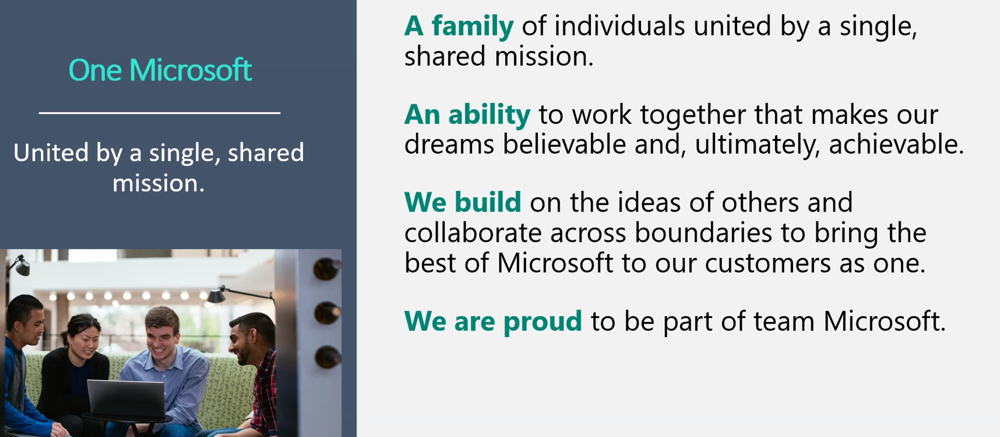 One Microsoft
United by a single, shared
mission.
A family of individuals united by a single,
shared mission.
An ability to work together that makes our
dreams believable and, ultimately, achievable.
We build on the ideas of others and
collaborate across boundaries to bring the
best of Microsoft to our customers as one.
We are proud to be part of team Microsoft.